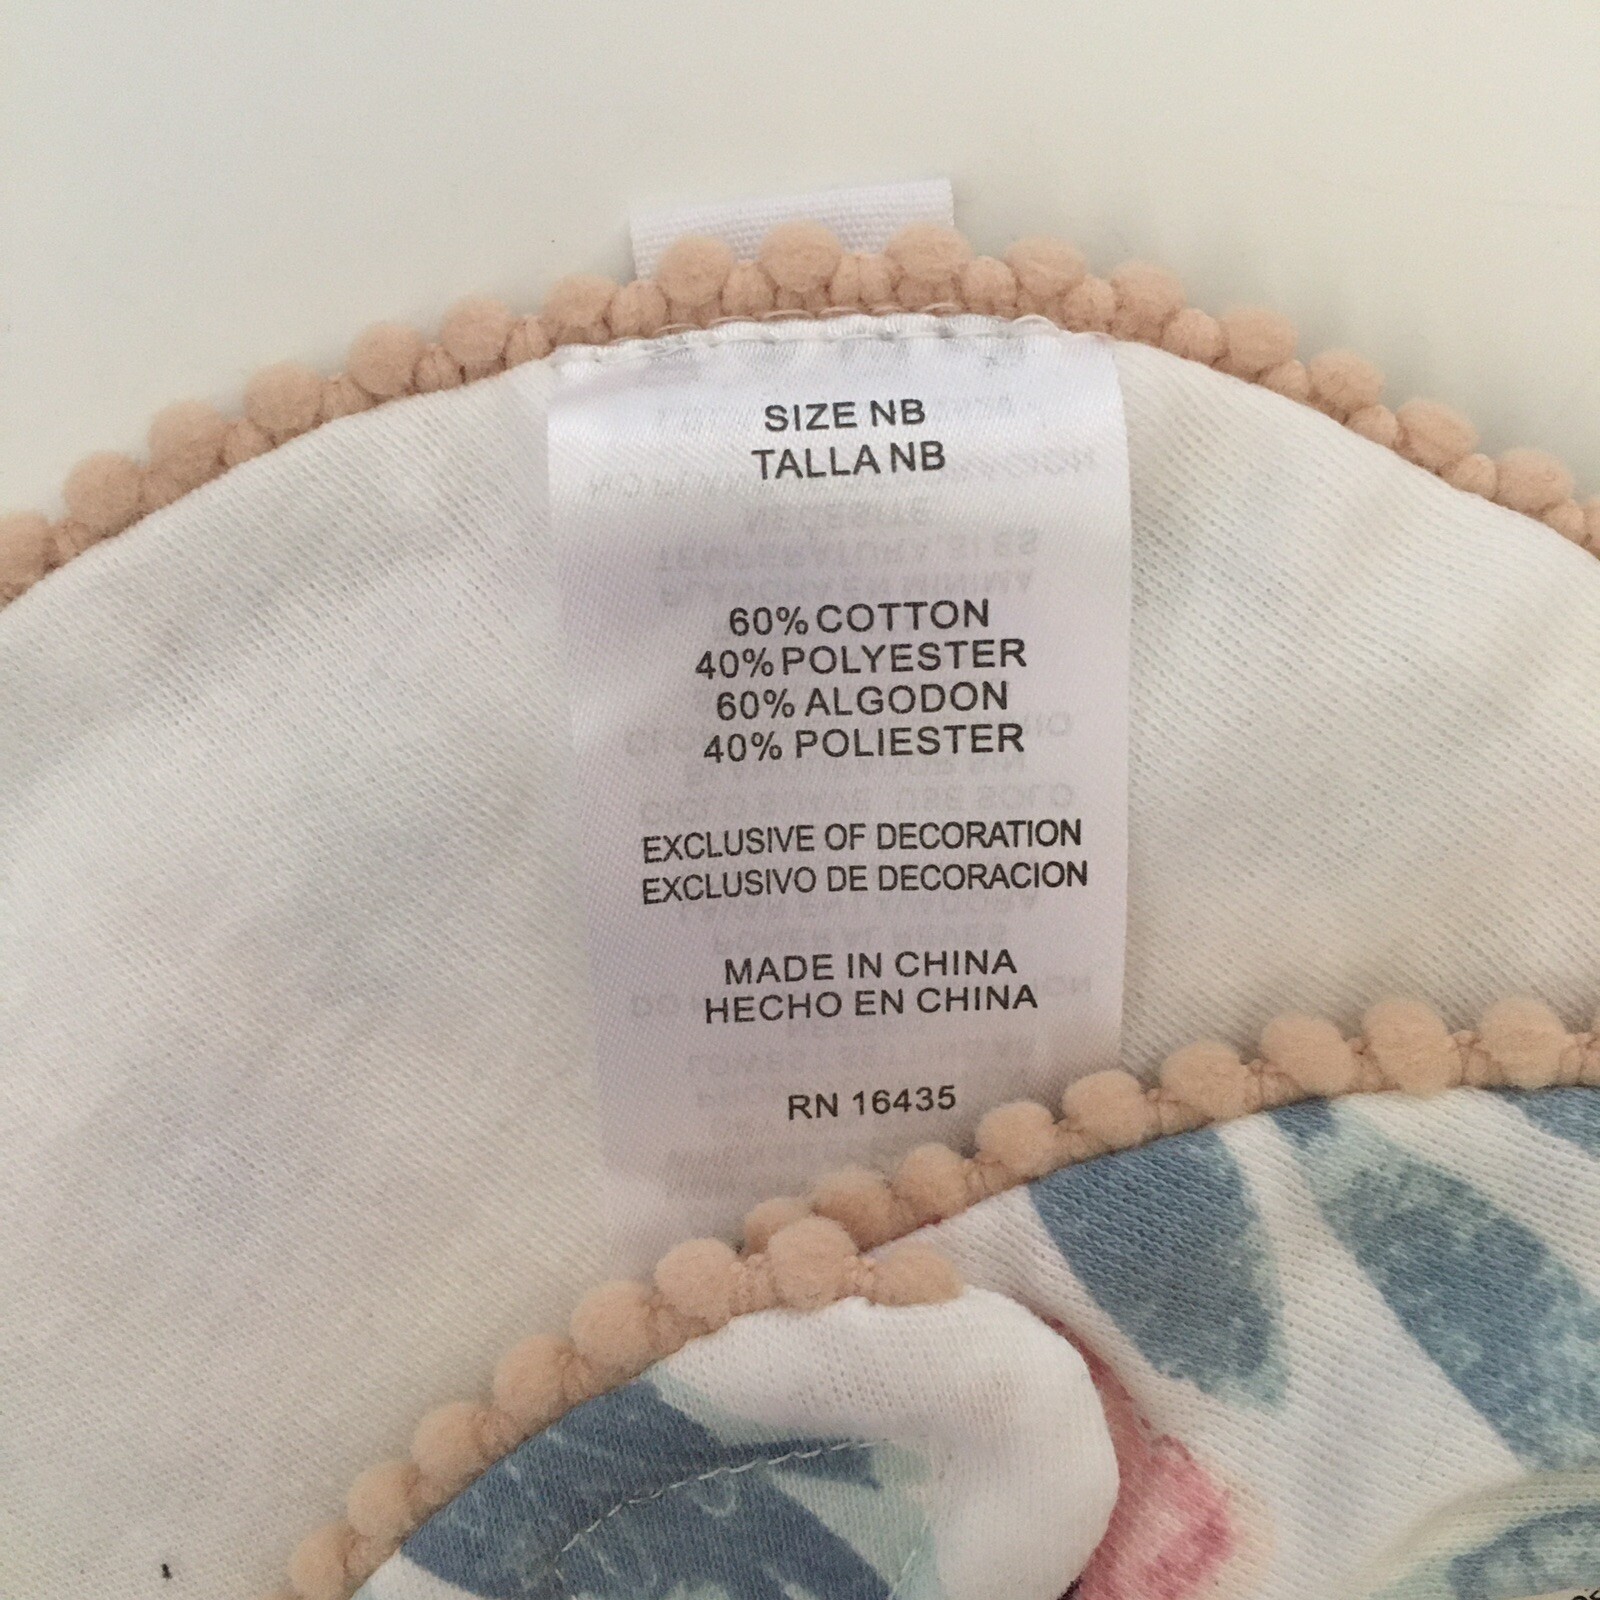 SIZE NB
TALLA NB
60% COTTON
40% POLYESTER
60% ALGODON
40% POLIESTER
EXCLUSIVE OF DECORATION
EXCLUSIVO DE DECORACION
MADE IN CHINA
HECHO EN CHINA
RN 16435